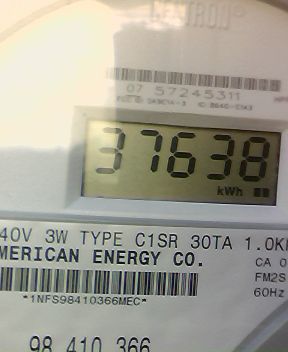 07 57245311
37638
kWh
40V 3W TYPE C1SR 30TA 1.0K
MERICAN ENERGY CO.
CA 0
FM2S
60Hz
*1NFS98410366MEC*
98 410 366